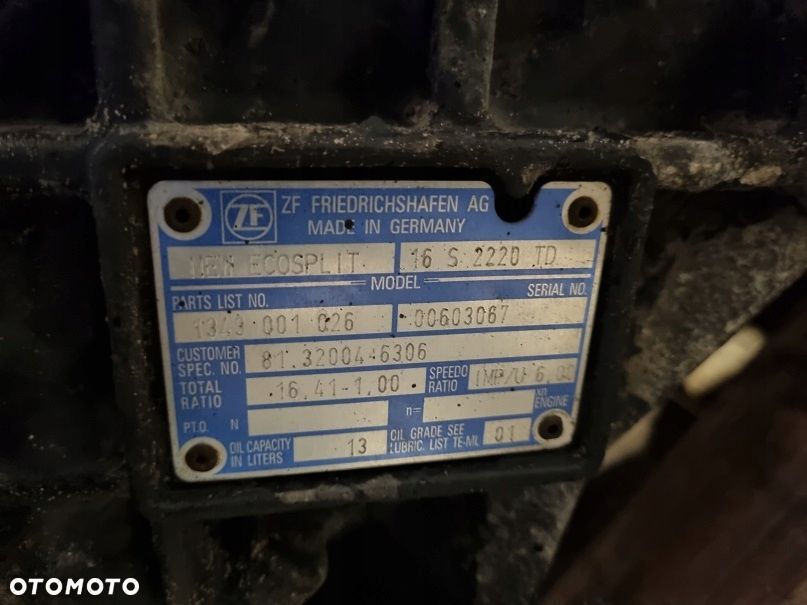 ZF
ZF FRIEDRICHSHAFEN AG
MADE IN GERMANY
NEW ECOSPLIT
16 S 2220 TD
MODEL
PARTS LIST NO.
SERIAL NO.
1343 001 026
00603067
CUSTOMER SPEC. NO.
81.32004-6306
TOTAL RATIO
16,41-1,00
SPEEDO RATIO
IMP/U 6,00
P.T.O.
N
n=
xn ENGINE
OIL CAPACITY IN LITERS
13
OIL GRADE SEE LUBRIC. LIST TE-ML
01
OTOMOTO